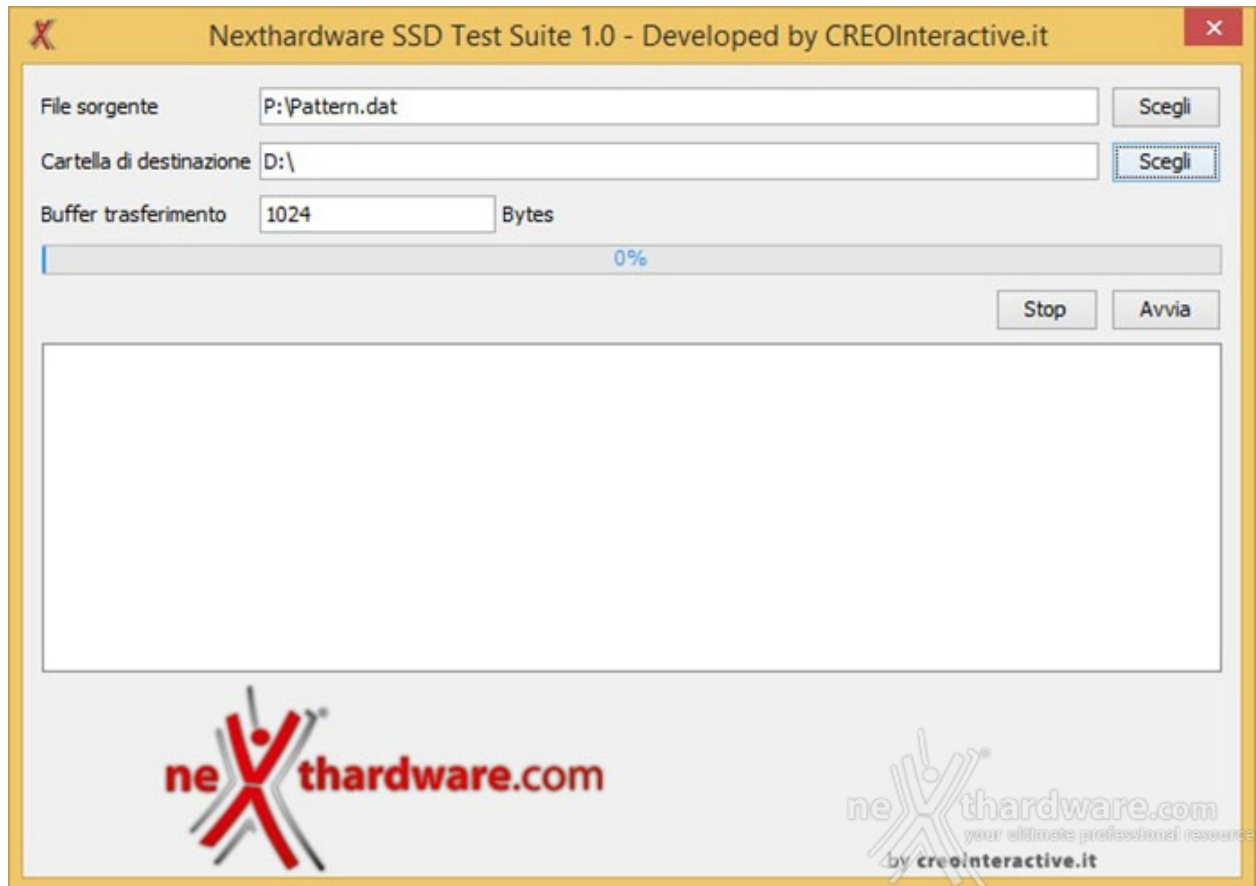 Nexthardware SSD Test Suite 1.0 - Developed by CREOInteractive.it
File sorgente P:\Pattern.dat Scegli
Cartella di destinazione D:\ Scegli
Buffer trasferimento 1024 Bytes
0%
Stop Avvia
nexthardware.com
nexthardware.com
your ultimate professional resource
by creointeractive.it